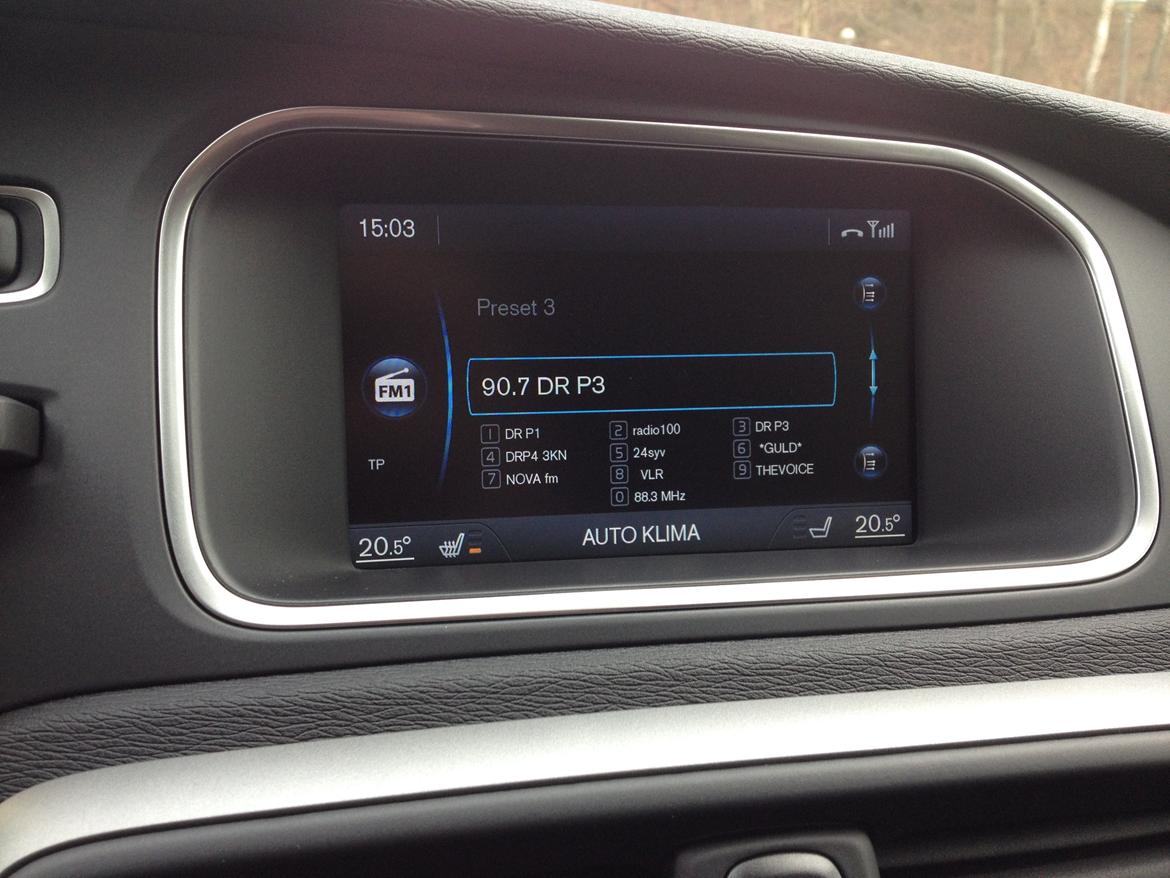 15:03
Preset 3
90.7 DR P3
FM1
1 DR P1 2 radio100 3 DR P3
4 DRP4 3KN 5 24syv 6 *GULD*
7 NOVA fm 8 VLR 9 THEVOICE
0 88.3 MHz
TP
20.5° AUTO KLIMA 20.5°